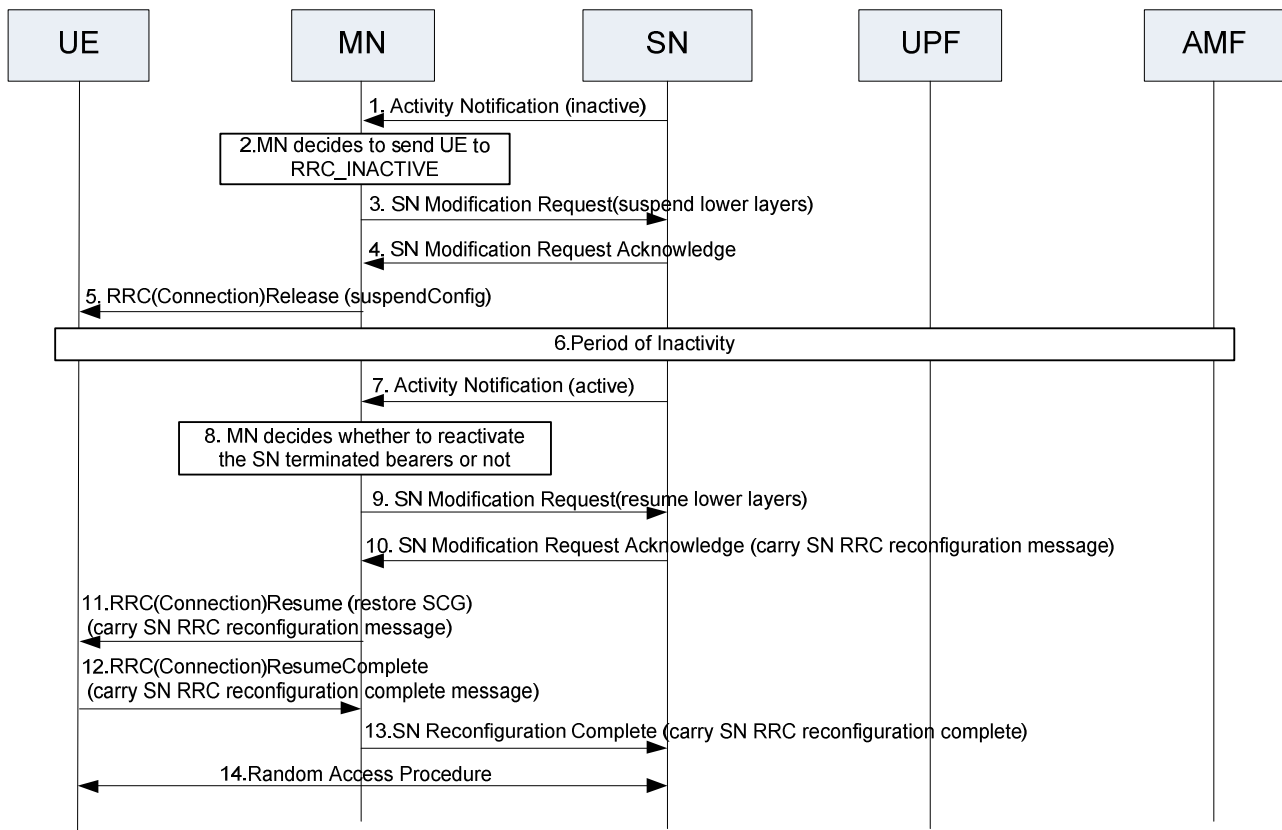 UE
MN
SN
UPF
AMF
1. Activity Notification (inactive)
2.MN decides to send UE to
RRC_INACTIVE
3. SN Modification Request(suspend lower layers)
4. SN Modification Request Acknowledge
5. RRC(Connection)Release (suspendConfig)
6.Period of Inactivity
7. Activity Notification (active)
8. MN decides whether to reactivate
the SN terminated bearers or not
9. SN Modification Request(resume lower layers)
10. SN Modification Request Acknowledge (carry SN RRC reconfiguration message)
11.RRC(Connection)Resume (restore SCG)
(carry SN RRC reconfiguration message)
12.RRC(Connection)ResumeComplete
(carry SN RRC reconfiguration complete message)
13.SN Reconfiguration Complete (carry SN RRC reconfiguration complete)
14.Random Access Procedure